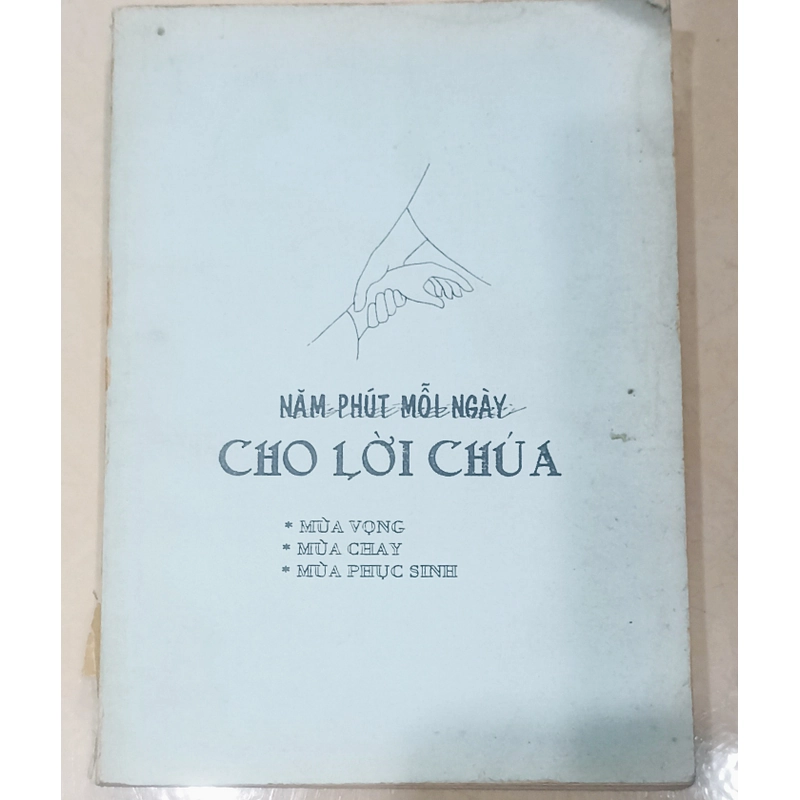 NĂM PHÚT MỖI NGÀY
CHO LỜI CHÚA
* MÙA VỌNG
* MÙA CHAY
* MÙA PHỤC SINH